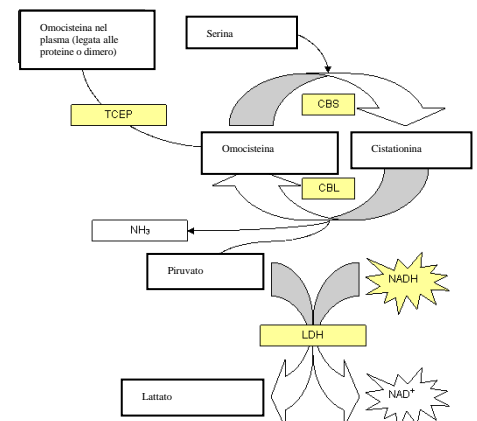 Omocisteina nel
plasma (legata alle
proteine o dimero)
Serina
TCEP
CBS
Omocisteina
Cistationina
CBL
NH₃
Piruvato
NADH
LDH
Lattato
NAD⁺